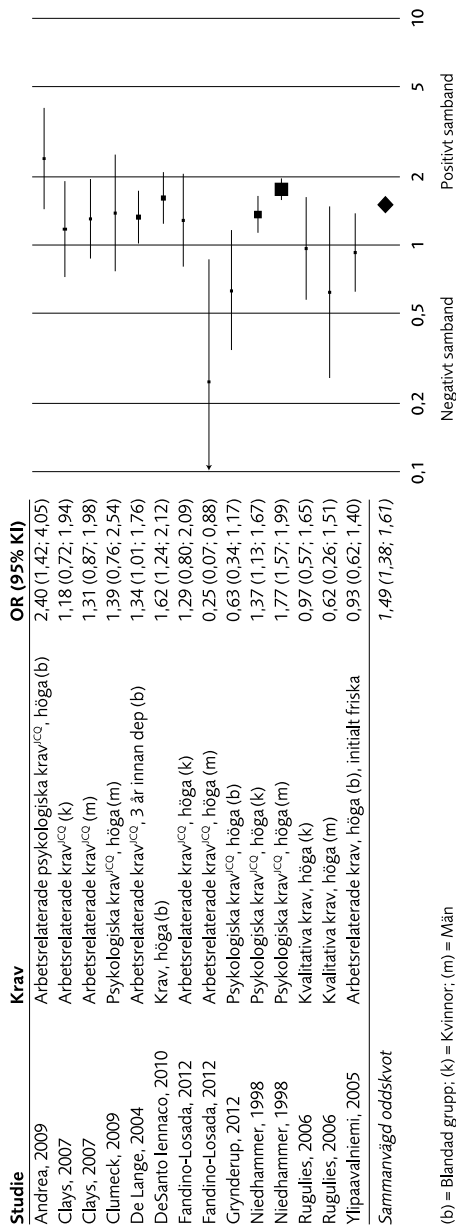 Studie Krav OR (95% KI)
Andrea, 2009 Arbetsrelaterade psykologiska krav^JCQ, höga (b) 2,40 (1,42; 4,05)
Clays, 2007 Arbetsrelaterade krav^JCQ (k) 1,18 (0,72; 1,94)
Clays, 2007 Arbetsrelaterade krav^JCQ (m) 1,31 (0,87; 1,98)
Clumeck, 2009 Psykologiska krav^JCQ, höga (m) 1,39 (0,76; 2,54)
De Lange, 2004 Arbetsrelaterade krav^JCQ, 3 år innan dep (b) 1,34 (1,01; 1,76)
DeSanto Iennaco, 2010 Krav, höga (b) 1,62 (1,24; 2,12)
Fandino-Losada, 2012 Arbetsrelaterade krav^JCQ, höga (k) 1,29 (0,80; 2,09)
Fandino-Losada, 2012 Arbetsrelaterade krav^JCQ, höga (m) 0,25 (0,07; 0,88)
Grynderup, 2012 Psykologiska krav^JCQ, höga (b) 0,63 (0,34; 1,17)
Niedhammer, 1998 Psykologiska krav^JCQ, höga (k) 1,37 (1,13; 1,67)
Niedhammer, 1998 Psykologiska krav^JCQ, höga (m) 1,77 (1,57; 1,99)
Rugulies, 2006 Kvalitativa krav, höga (k) 0,97 (0,57; 1,65)
Rugulies, 2006 Kvalitativa krav, höga (m) 0,62 (0,26; 1,51)
Ylipaavalniemi, 2005 Arbetsrelaterade krav, höga (b), initialt friska 0,93 (0,62; 1,40)
Sammanvägd oddskvot 1,49 (1,38; 1,61)
0,1 0,2 0,5 1 2 5 10
Negativt samband Positivt samband
(b) = Blandad grupp; (k) = Kvinnor; (m) = Män